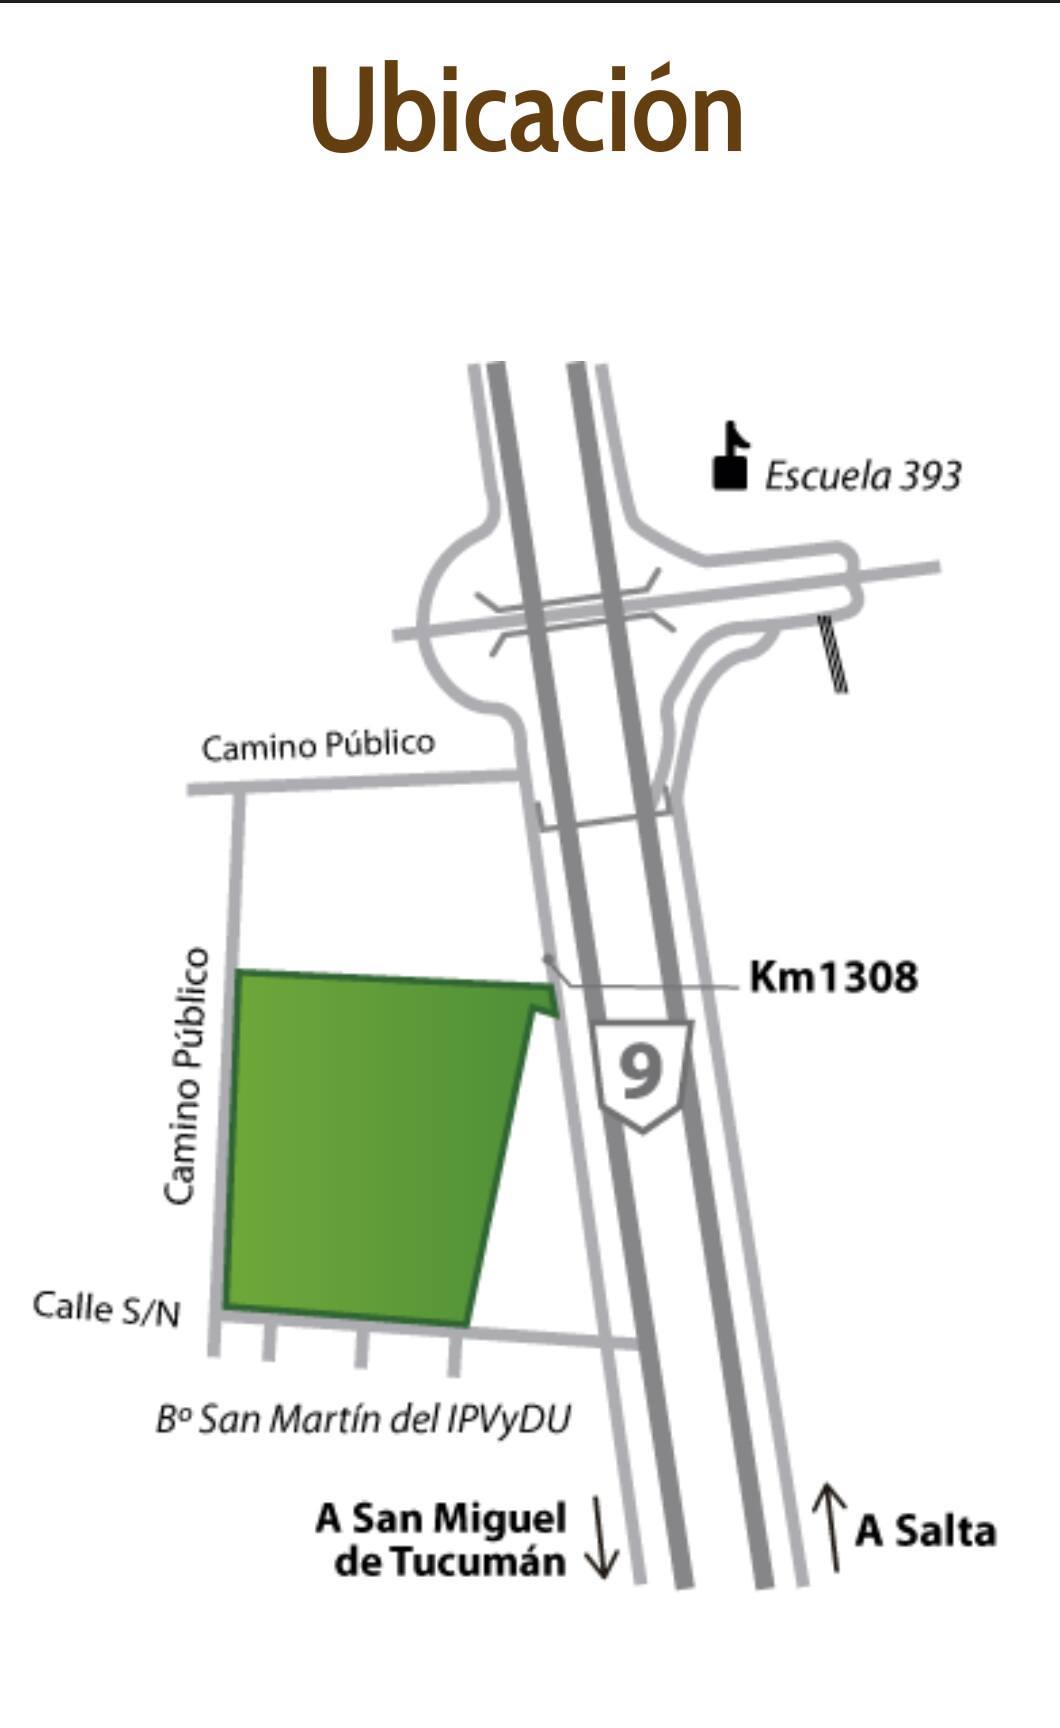 Ubicación
Escuela 393
Camino Público
Camino Público
Km1308
9
Calle S/N
Bº San Martín del IPVyDU
A San Miguel
de Tucumán
A Salta